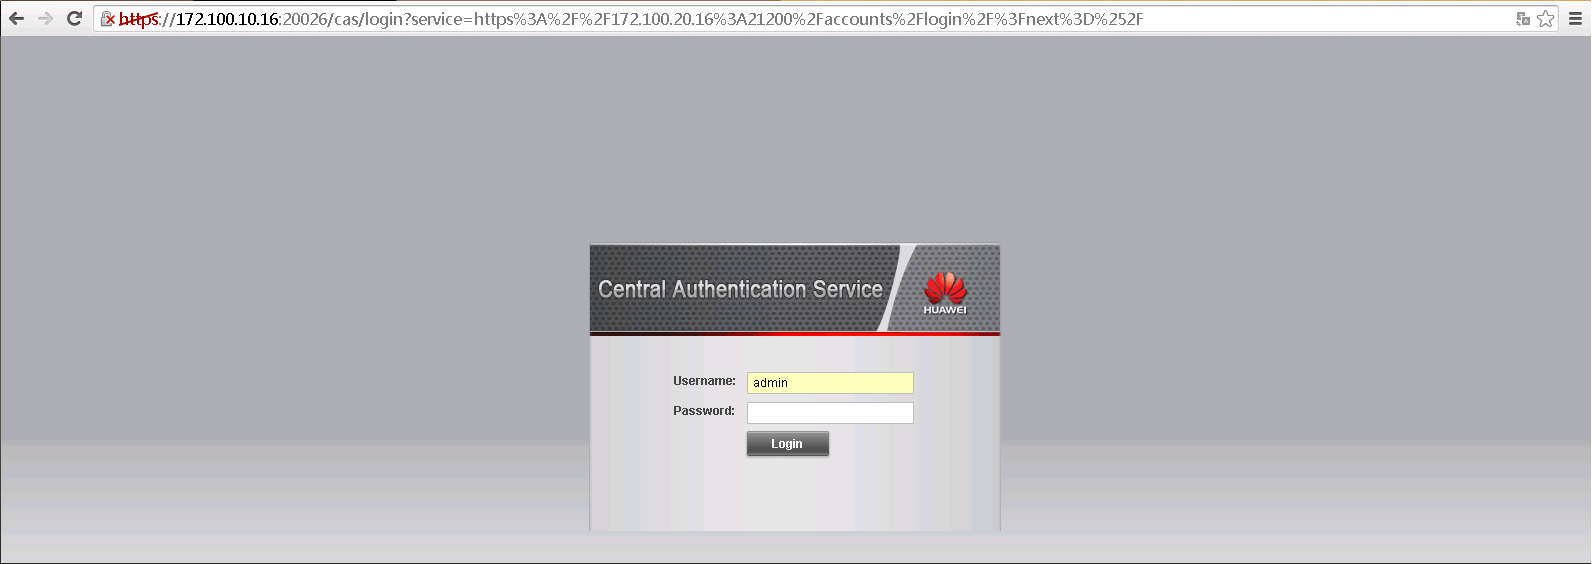 https://172.100.10.16:20026/cas/login?service=https%3A%2F%2F172.100.20.16%3A21200%2Faccounts%2Flogin%2F%3Fnext%3D%252F
Central Authentication Service
HUAWEI
Username: admin
Password:
Login